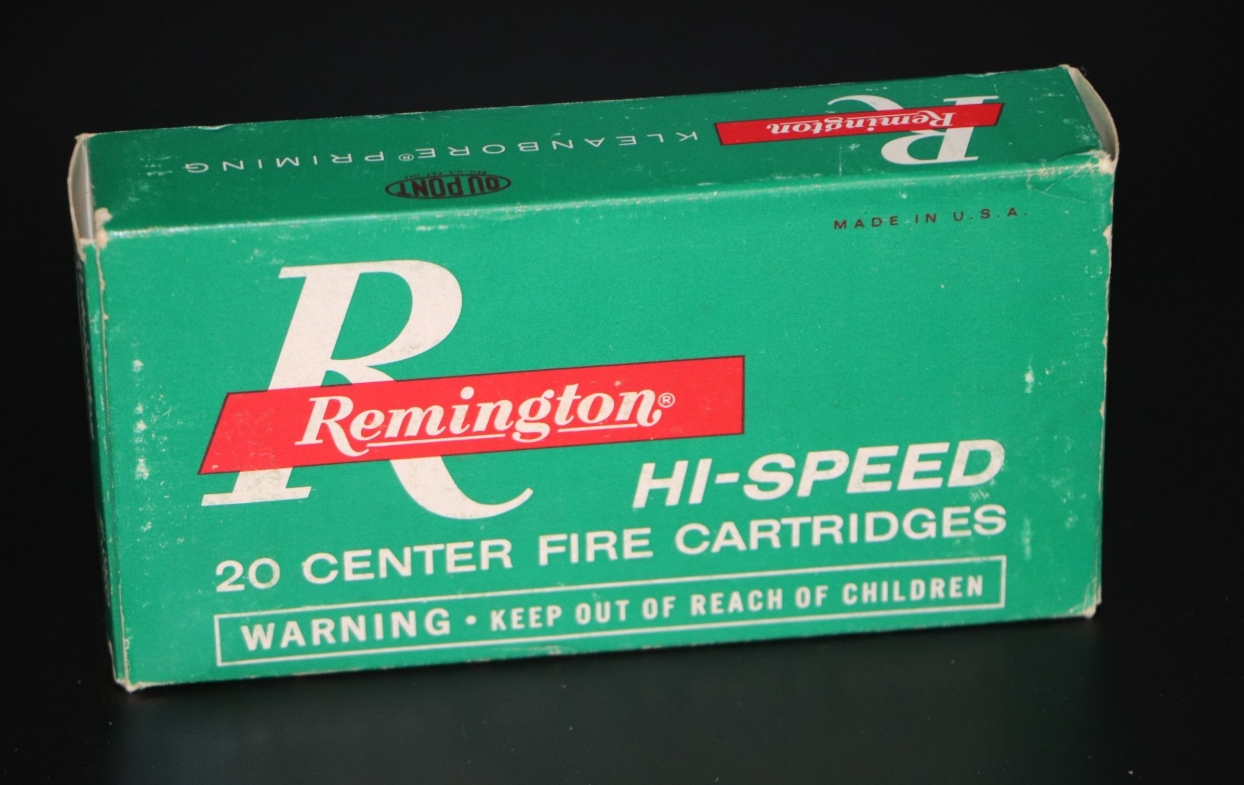 R
Remington
KLEANBORE® PRIMING
DU PONT
MADE IN U.S.A.
R
Remington®
HI-SPEED
20 CENTER FIRE CARTRIDGES
WARNING • KEEP OUT OF REACH OF CHILDREN